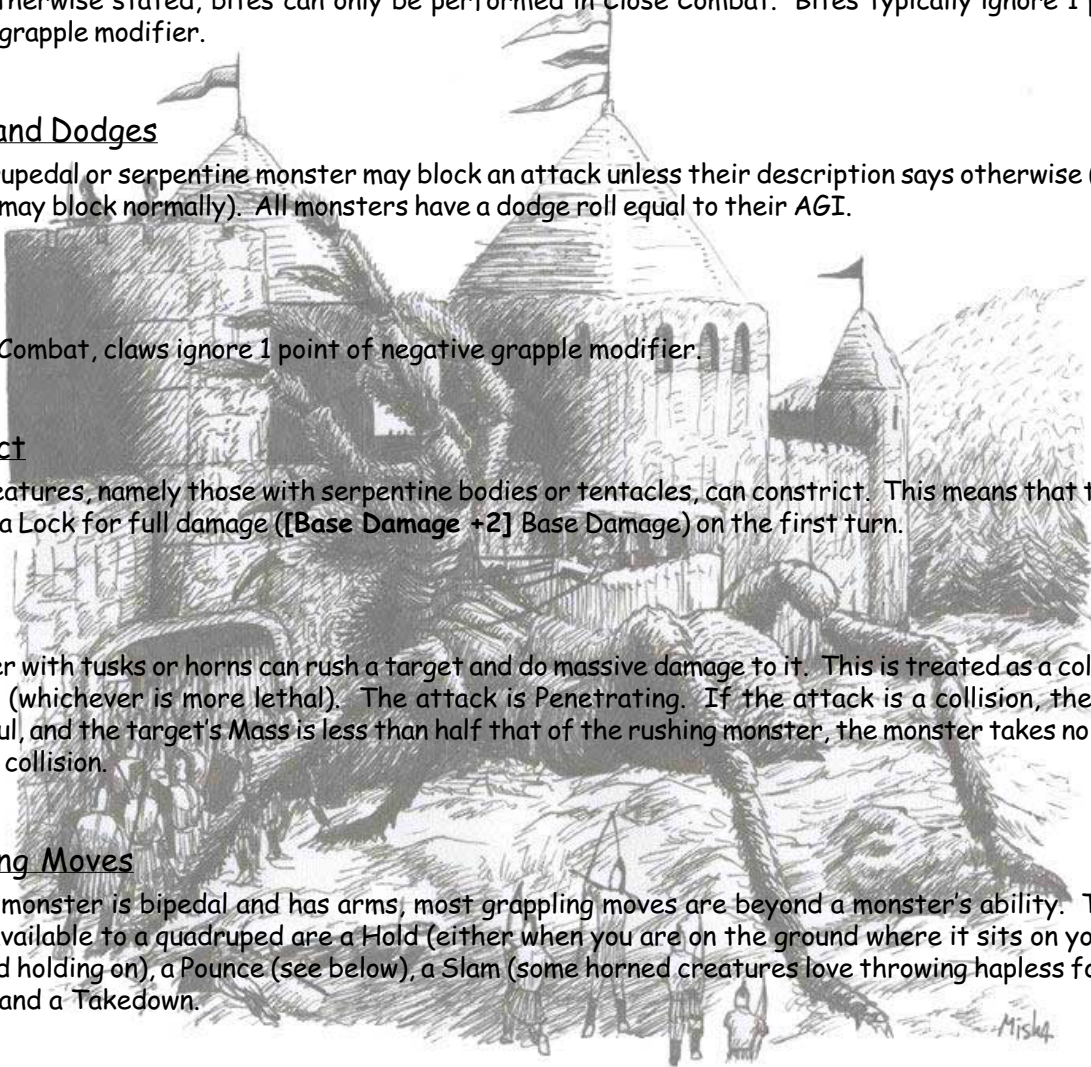 therwise stated, bites can only be performed in Close Combat. Bites typically ignore 1 p
grapple modifier.
and Dodges
upedal or serpentine monster may block an attack unless their description says otherwise (
may block normally). All monsters have a dodge roll equal to their AGI.
Combat, claws ignore 1 point of negative grapple modifier.
ct
eatures, namely those with serpentine bodies or tentacles, can constrict. This means that t
a Lock for full damage ([Base Damage +2] Base Damage) on the first turn.
er with tusks or horns can rush a target and do massive damage to it. This is treated as a col
(whichever is more lethal). The attack is Penetrating. If the attack is a collision, the
ul, and the target's Mass is less than half that of the rushing monster, the monster takes no
collision.
ng Moves
monster is bipedal and has arms, most grappling moves are beyond a monster's ability. T
vailable to a quadruped are a Hold (either when you are on the ground where it sits on yo
d holding on), a Pounce (see below), a Slam (some horned creatures love throwing hapless fo
and a Takedown.
Misha